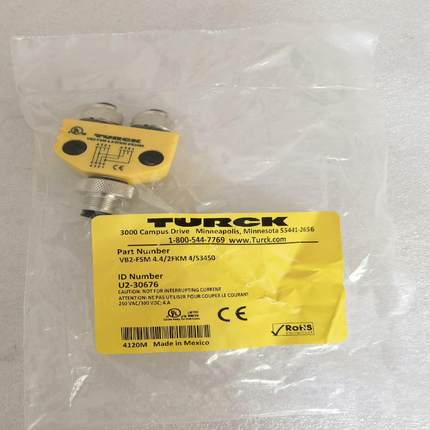 TURCK
TURCK
3000 Campus Drive Minneapolis, Minnesota 55441-2656
1-800-544-7769 www.Turck.com
Part Number
VB2-FSM 4.4/2FKM 4/S3450
ID Number
U2-30676
CAUTION: NOT FOR INTERRUPTING CURRENT
ATTENTION: NE PAS UTILISER POUR COUPER LE COURANT
250 VAC/300 VDC; 4 A
4120M Made in Mexico
RoHS